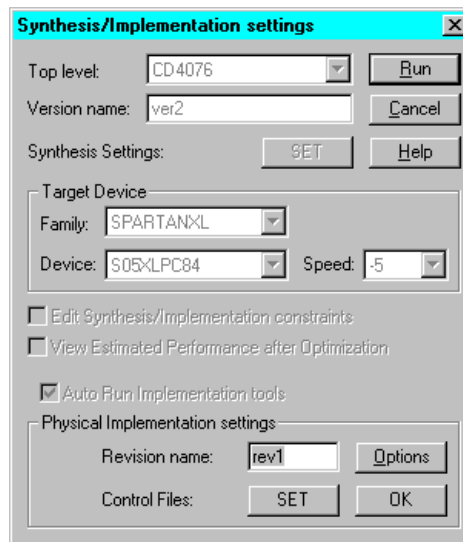 Synthesis/Implementation settings
Top level: CD4076 Run
Version name: ver2 Cancel
Synthesis Settings: SET Help
Target Device
Family: SPARTANXL
Device: S05XLPC84 Speed: -5
Edit Synthesis/Implementation constraints
View Estimated Performance after Optimization
Auto Run Implementation tools
Physical Implementation settings
Revision name: rev1 Options
Control Files: SET OK